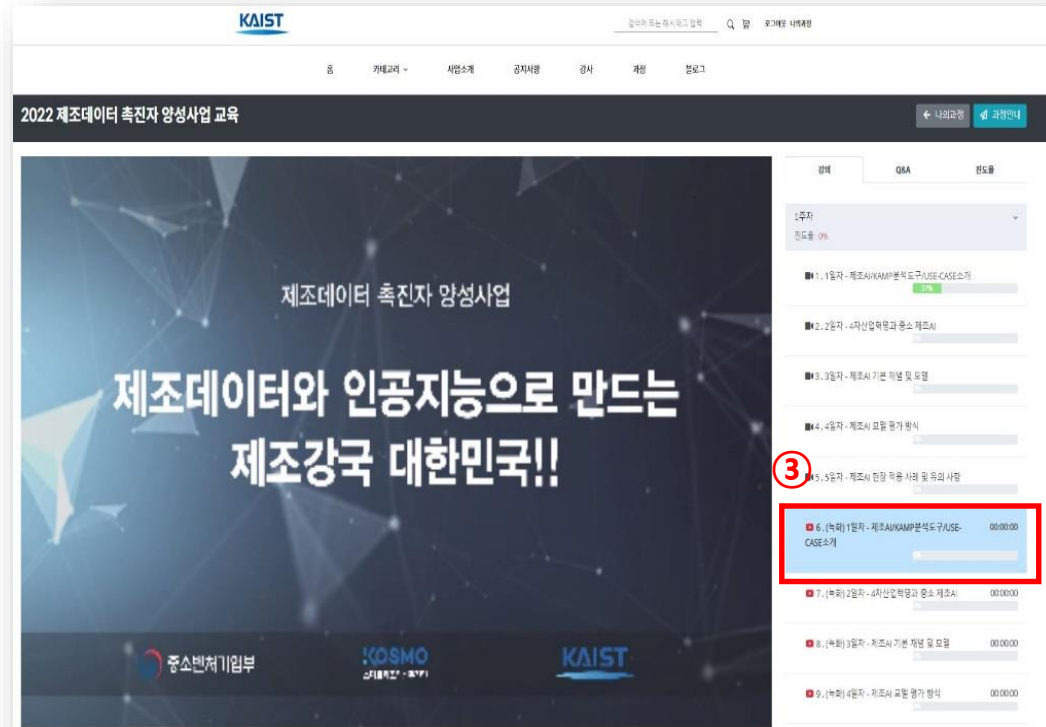 KAIST
로그아웃 나의과정
홈 카테고리 사업소개 공지사항 강사 과정 블로그
2022 제조데이터 촉진자 양성사업 교육
나의과정 과정안내
강의 Q&A 진도율
1주차
진도율: 0%
1. 1일차 - 제조AI/KAMP분석도구/USE-CASE소개
27%
2. 2일차 - 4차산업혁명과 중소 제조AI
3. 3일차 - 제조AI 기본 개념 및 모델
4. 4일차 - 제조AI 모델 평가 방식
③
5. 5일차 - 제조AI 현장 적용 사례 및 유의 사항
6. (녹화) 1일차 - 제조AI/KAMP분석도구/USE-CASE소개 00:00:00
7. (녹화) 2일차 - 4차산업혁명과 중소 제조AI 00:00:00
8. (녹화) 3일차 - 제조AI 기본 개념 및 모델 00:00:00
9. (녹화) 4일차 - 제조AI 모델 평가 방식 00:00:00
제조데이터 촉진자 양성사업
제조데이터와 인공지능으로 만드는
제조강국 대한민국!!
중소벤처기업부 KOSMO KAIST